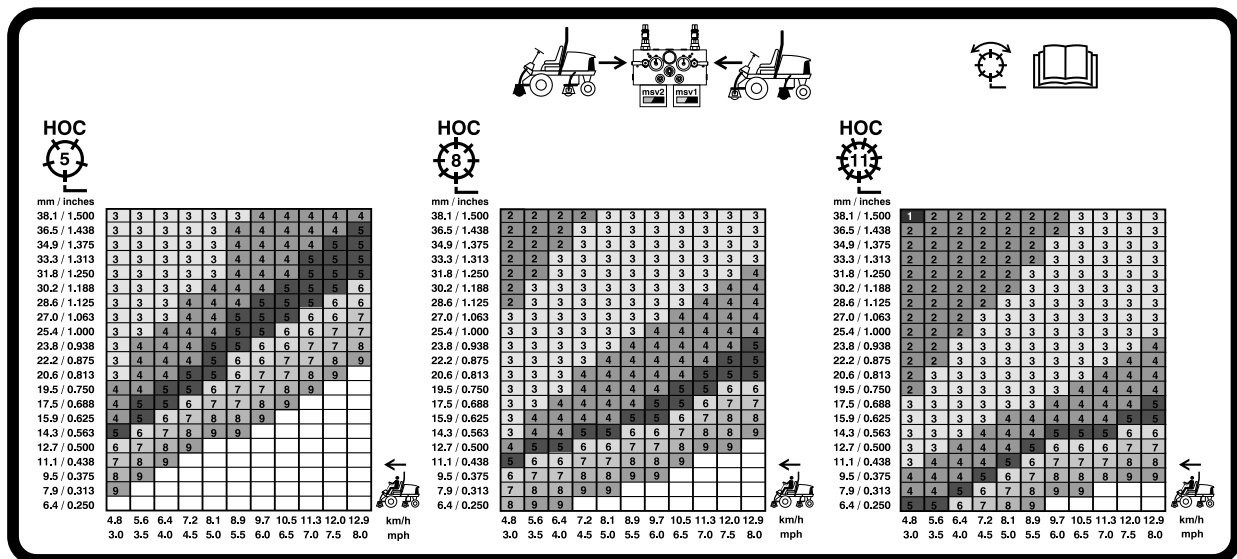 msv2 msv1
HOC
5
mm / inches
38.1 / 1.500 3 3 3 3 3 3 4 4 4 4 4
36.5 / 1.438 3 3 3 3 3 4 4 4 4 4 5
34.9 / 1.375 3 3 3 3 3 4 4 4 4 5 5
33.3 / 1.313 3 3 3 3 3 4 4 4 5 5 5
31.8 / 1.250 3 3 3 3 4 4 4 4 5 5 5
30.2 / 1.188 3 3 3 3 4 4 4 5 5 5 6
28.6 / 1.125 3 3 3 4 4 4 5 5 5 6 6
27.0 / 1.063 3 3 3 4 4 5 5 5 6 6 7
25.4 / 1.000 3 3 4 4 4 5 5 6 6 7 7
23.8 / 0.938 3 4 4 4 5 5 6 6 7 7 8
22.2 / 0.875 3 4 4 4 5 6 6 7 7 8 9
20.6 / 0.813 3 4 4 5 5 6 7 7 8 9
19.5 / 0.750 4 4 5 5 6 7 7 8 9
17.5 / 0.688 4 5 5 6 7 7 8 9
15.9 / 0.625 4 5 6 7 7 8 9
14.3 / 0.563 5 6 7 8 9 9
12.7 / 0.500 6 7 8 9
11.1 / 0.438 7 8 9
9.5 / 0.375 8 9
7.9 / 0.313 9
6.4 / 0.250
4.8 5.6 6.4 7.2 8.1 8.9 9.7 10.5 11.3 12.0 12.9 km/h
3.0 3.5 4.0 4.5 5.0 5.5 6.0 6.5 7.0 7.5 8.0 mph
HOC
8
mm / inches
38.1 / 1.500 2 2 2 2 3 3 3 3 3 3 3
36.5 / 1.438 2 2 2 3 3 3 3 3 3 3 3
34.9 / 1.375 2 2 2 3 3 3 3 3 3 3 3
33.3 / 1.313 2 2 3 3 3 3 3 3 3 3 3
31.8 / 1.250 2 2 3 3 3 3 3 3 3 3 4
30.2 / 1.188 2 3 3 3 3 3 3 3 3 4 4
28.6 / 1.125 2 3 3 3 3 3 3 3 4 4 4
27.0 / 1.063 3 3 3 3 3 3 3 4 4 4 4
25.4 / 1.000 3 3 3 3 3 3 4 4 4 4 4
23.8 / 0.938 3 3 3 3 3 4 4 4 4 4 5
22.2 / 0.875 3 3 3 3 4 4 4 4 4 5 5
20.6 / 0.813 3 3 3 4 4 4 4 4 5 5 5
19.5 / 0.750 3 3 3 4 4 4 4 5 5 6 6
17.5 / 0.688 3 3 4 4 4 4 5 5 6 7 7
15.9 / 0.625 3 4 4 4 4 5 5 6 7 8 8
14.3 / 0.563 3 4 4 5 5 6 6 7 8 8 9
12.7 / 0.500 4 5 5 6 6 7 7 8 9 9
11.1 / 0.438 5 6 6 7 7 8 8 9
9.5 / 0.375 6 7 7 8 8 9 9
7.9 / 0.313 7 8 8 9 9
6.4 / 0.250 8 9 9
4.8 5.6 6.4 7.2 8.1 8.9 9.7 10.5 11.3 12.0 12.9 km/h
3.0 3.5 4.0 4.5 5.0 5.5 6.0 6.5 7.0 7.5 8.0 mph
HOC
11
mm / inches
38.1 / 1.500 1 2 2 2 2 2 2 3 3 3 3
36.5 / 1.438 2 2 2 2 2 2 2 3 3 3 3
34.9 / 1.375 2 2 2 2 2 2 3 3 3 3 3
33.3 / 1.313 2 2 2 2 2 2 3 3 3 3 3
31.8 / 1.250 2 2 2 2 2 3 3 3 3 3 3
30.2 / 1.188 2 2 2 2 3 3 3 3 3 3 3
28.6 / 1.125 2 2 2 2 3 3 3 3 3 3 3
27.0 / 1.063 2 2 2 3 3 3 3 3 3 3 3
25.4 / 1.000 2 2 2 3 3 3 3 3 3 3 3
23.8 / 0.938 2 2 3 3 3 3 3 3 3 3 4
22.2 / 0.875 2 2 3 3 3 3 3 3 3 4 4
20.6 / 0.813 2 3 3 3 3 3 3 3 4 4 4
19.5 / 0.750 2 3 3 3 3 3 4 4 4 4 4
17.5 / 0.688 3 3 3 3 3 4 4 4 4 4 5
15.9 / 0.625 3 3 3 3 4 4 4 4 4 5 5
14.3 / 0.563 3 3 3 4 4 4 5 5 5 6 6
12.7 / 0.500 3 3 4 4 4 5 6 6 6 7 7
11.1 / 0.438 3 4 4 4 5 6 6 7 7 8 8
9.5 / 0.375 4 4 4 5 6 7 8 8 8 9 9
7.9 / 0.313 4 4 5 6 7 8 9 9
6.4 / 0.250 5 5 6 7 8 9
4.8 5.6 6.4 7.2 8.1 8.9 9.7 10.5 11.3 12.0 12.9 km/h
3.0 3.5 4.0 4.5 5.0 5.5 6.0 6.5 7.0 7.5 8.0 mph